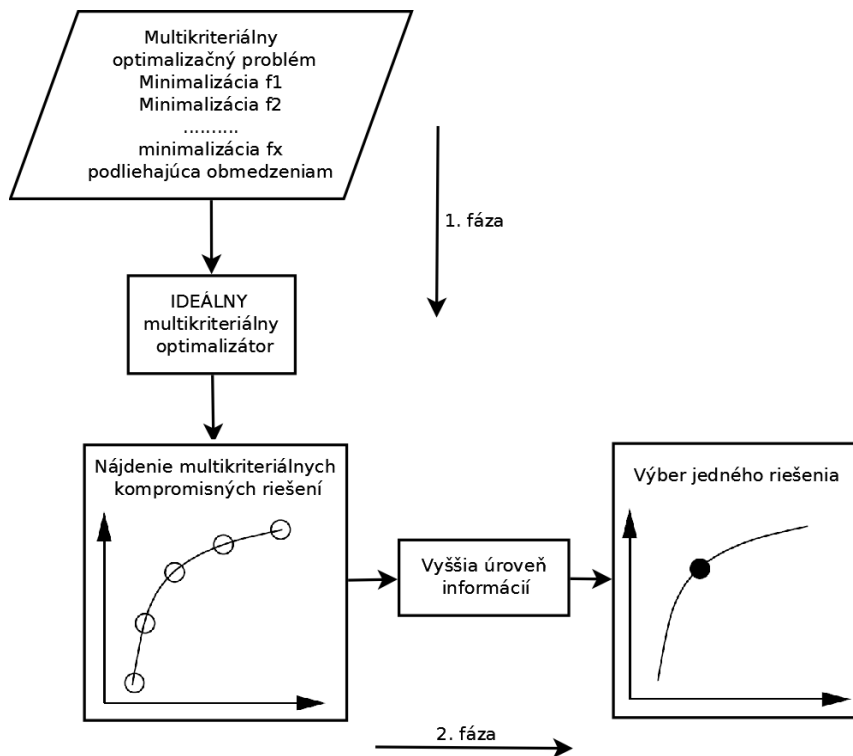 Multikriteriálny
optimalizačný problém
Minimalizácia f1
Minimalizácia f2
..........
minimalizácia fx
podliehajúca obmedzeniam
1. fáza
IDEÁLNY
multikriteriálny
optimalizátor
Nájdenie multikriteriálnych
kompromisných riešení
Vyššia úroveň
informácií
Výber jedného riešenia
2. fáza